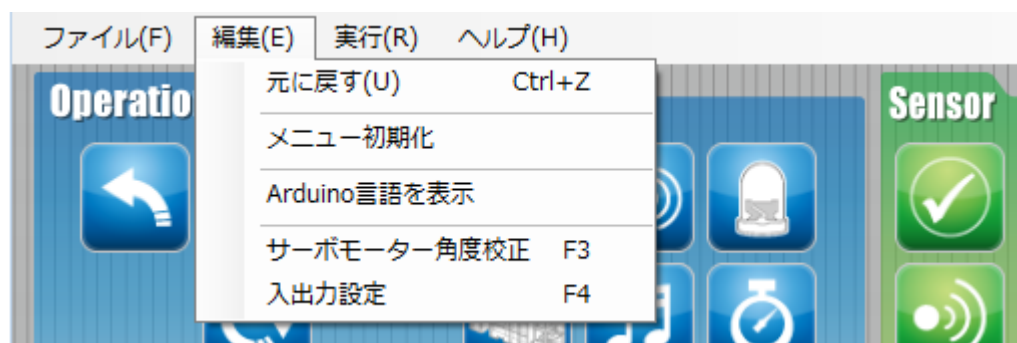 ファイル(F) 編集(E) 実行(R) ヘルプ(H)
元に戻す(U) Ctrl+Z
Operatio
Sensor
メニュー初期化
Arduino言語を表示
サーボモーター角度校正 F3
入出力設定 F4